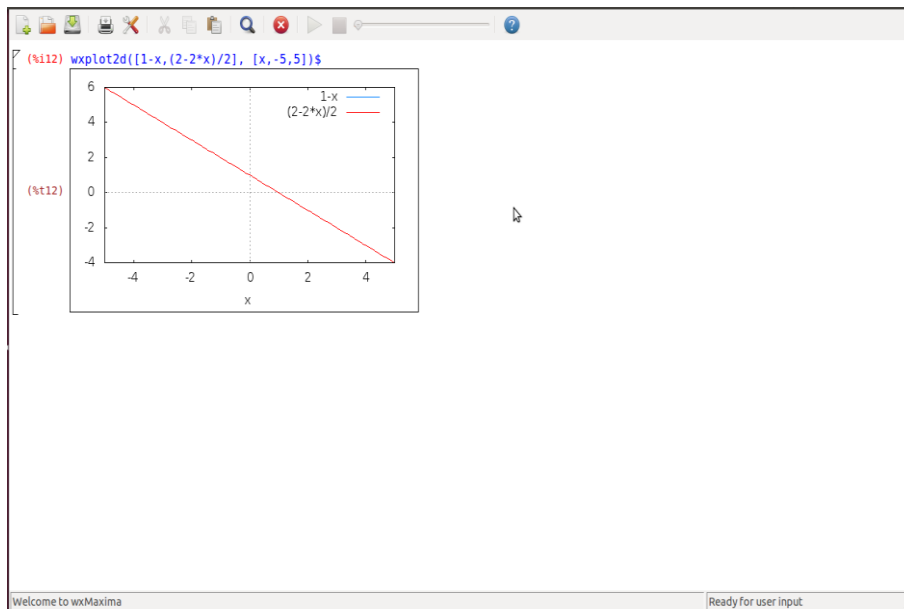 (%i12) wxplot2d([1-x,(2-2*x)/2], [x,-5,5])$
6
1-x
(2-2*x)/2
4
2
(%t12)
0
-2
-4
-4 -2 0 2 4
x
Welcome to wxMaxima
Ready for user input